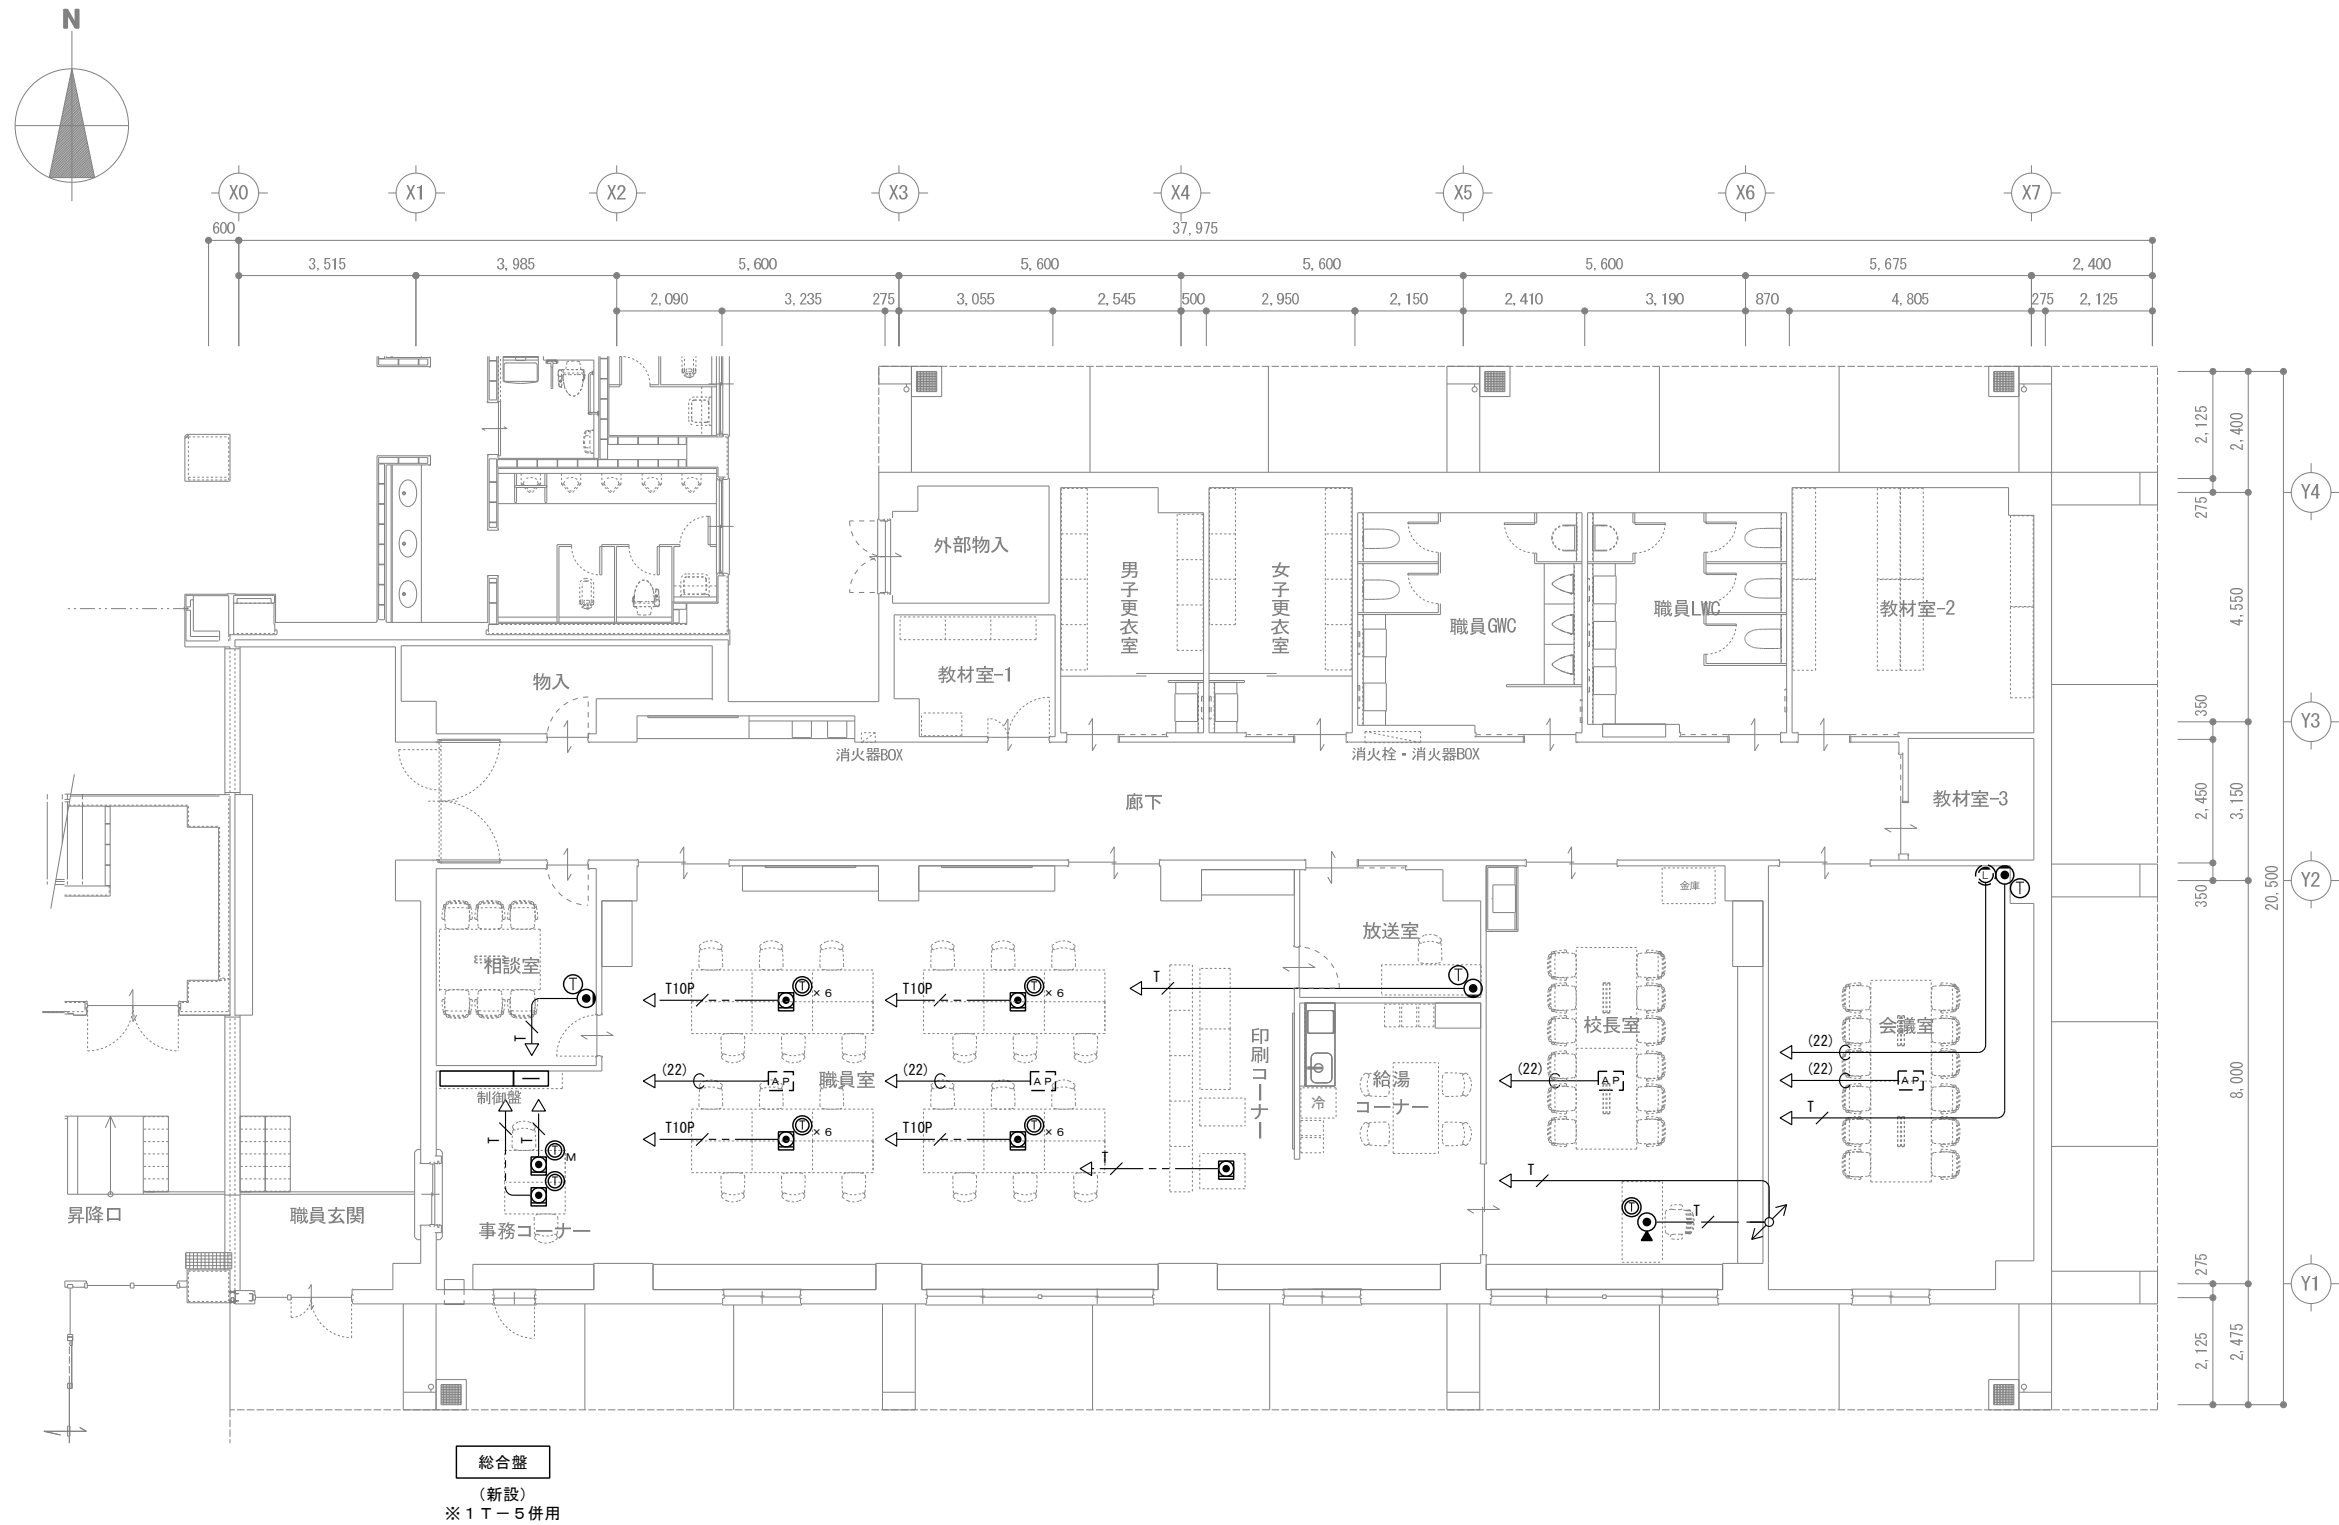 N
X0 X1 X2 X3 X4 X5 X6 X7
600 37,975
3,515 3,985 5,600 5,600 5,600 5,600 5,675 2,400
2,090 3,235 275 3,055 2,545 500 2,950 2,150 2,410 3,190 870 4,805 275 2,125
Y4
Y3
Y2
Y1
2,125
275
4,550
350
2,450
350
8,000
275
2,125
2,400
3,150
2,475
20,500
外部物入
男子更衣室
女子更衣室
職員GWC
職員LWC
教材室-2
物入
教材室-1
消火器BOX
消火栓・消火器BOX
廊下
教材室-3
金庫
L
T
相談室
T
T
放送室
T
T
T10P
T
×6
T10P
T
×6
校長室
会議室
印刷コーナー
(22)
AP
職員室
(22)
AP
給湯
コーナー
冷
(22)
AP
(22)
(22)
AP
T
制御盤
T
T
T10P
T
×6
T10P
T
×6
T
T
M
T
T
T
T
事務コーナー
昇降口
職員玄関
総合盤
(新設)
※1T-5併用